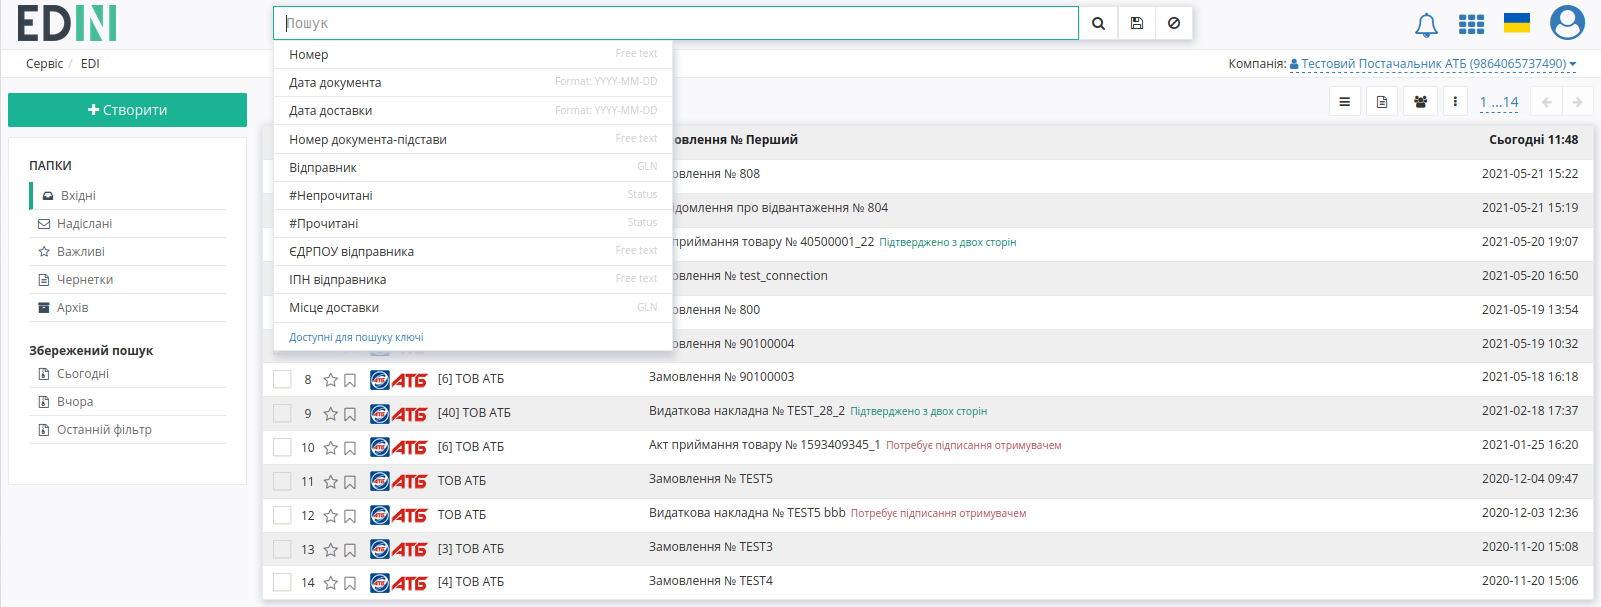 EDIN
Пошук
Сервіс / EDI
Компанія: Тестовий Постачальник АТБ (9864065737490)
Створити
1 ...14
ПАПКИ
Вхідні
Надіслані
Важливі
Чернетки
Архів
Збережений пошук
Сьогодні
Вчора
Останній фільтр
Номер Free text
Дата документа Format: YYYY-MM-DD
Дата доставки Format: YYYY-MM-DD
Номер документа-підстави Free text
Відправник GLN
#Непрочитані Status
#Прочитані Status
ЄДРПОУ відправника Free text
ІПН відправника Free text
Місце доставки GLN
Доступні для пошуку ключі
овлення № Перший Сьогодні 11:48
овлення № 808 2021-05-21 15:22
домлення про відвантаження № 804 2021-05-21 15:19
приймання товару № 40500001_22 Підтверджено з двох сторін 2021-05-20 19:07
овлення № test_connection 2021-05-20 16:50
овлення № 800 2021-05-19 13:54
овлення № 90100004 2021-05-19 10:32
8 АТБ АТБ [6] ТОВ АТБ Замовлення № 90100003 2021-05-18 16:18
9 АТБ АТБ [40] ТОВ АТБ Видаткова накладна № TEST_28_2 Підтверджено з двох сторін 2021-02-18 17:37
10 АТБ АТБ [6] ТОВ АТБ Акт приймання товару № 1593409345_1 Потребує підписання отримувачем 2021-01-25 16:20
11 АТБ АТБ ТОВ АТБ Замовлення № TEST5 2020-12-04 09:47
12 АТБ АТБ ТОВ АТБ Видаткова накладна № TEST5 bbb Потребує підписання отримувачем 2020-12-03 12:36
13 АТБ АТБ [3] ТОВ АТБ Замовлення № TEST3 2020-11-20 15:08
14 АТБ АТБ [4] ТОВ АТБ Замовлення № TEST4 2020-11-20 15:06